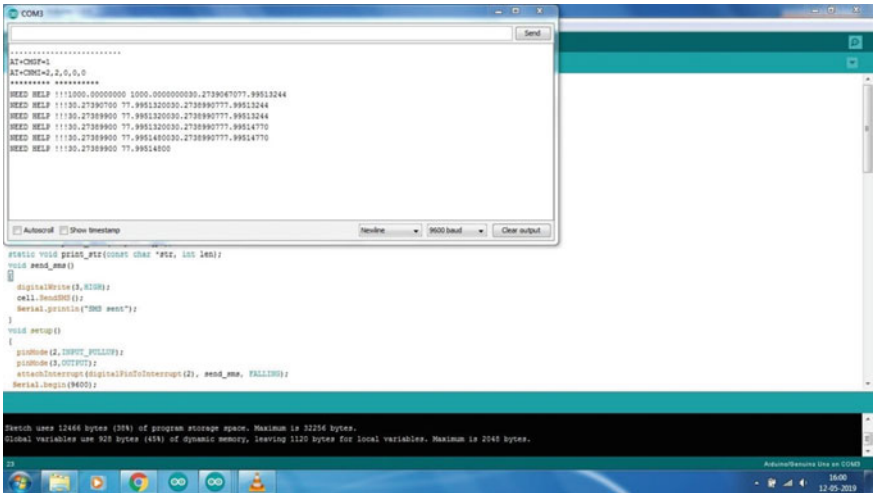 COM3
Send
........................
AT+CMGF=1
AT+CNMI=2,2,0,0,0
********* **********
NEED HELP !!!1000.00000000 1000.0000000030.2739067077.99513244
NEED HELP !!!30.27390700 77.9951320030.2738990777.99513244
NEED HELP !!!30.27389900 77.9951320030.2738990777.99513244
NEED HELP !!!30.27389900 77.9951320030.2738990777.99514770
NEED HELP !!!30.27389900 77.9951480030.2738990777.99514770
NEED HELP !!!30.27389900 77.99514800
Autoscroll Show timestamp Newline 9600 baud Clear output
static void print_str(const char *str, int len);
void send_sms()
{
digitalWrite(3,HIGH);
cell.SendSMS();
Serial.println("SMS sent");
}
void setup()
{
pinMode(2,INPUT_PULLUP);
pinMode(3,OUTPUT);
attachInterrupt(digitalPinToInterrupt(2), send_sms, FALLING);
Serial.begin(9600);
Sketch uses 12466 bytes (38%) of program storage space. Maximum is 32256 bytes.
Global variables use 928 bytes (45%) of dynamic memory, leaving 1120 bytes for local variables. Maximum is 2048 bytes.
23 Arduino/Genuino Uno on COM3
16:00
12-05-2019